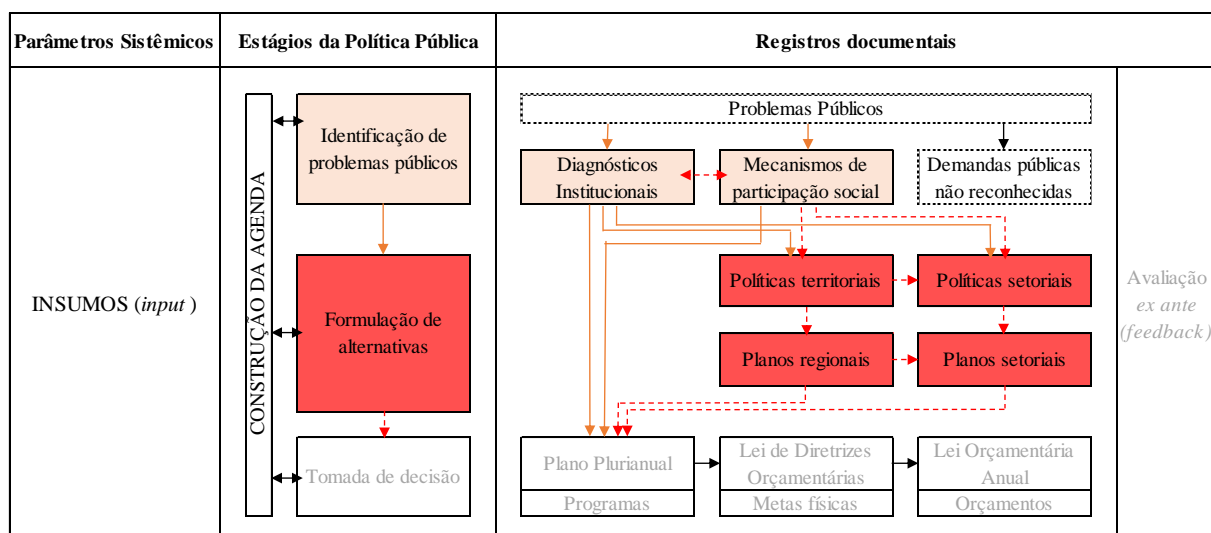 Parâmetros Sistêmicos
Estágios da Política Pública
Registros documentais
INSUMOS (input )
CONSTRUÇÃO DA AGENDA
Identificação de
problemas públicos
Formulação de
alternativas
Tomada de decisão
Problemas Públicos
Diagnósticos
Institucionais
Mecanismos de
participação social
Demandas públicas
não reconhecidas
Políticas territoriais
Políticas setoriais
Planos regionais
Planos setoriais
Plano Plurianual
Programas
Lei de Diretrizes
Orçamentárias
Metas físicas
Lei Orçamentária
Anual
Orçamentos
Avaliação
ex ante
(feedback)